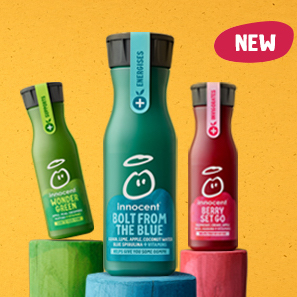 NEW
ENERGISES
innocent
BOLT FROM
THE BLUE
GUAVA, LIME, APPLE, COCONUT WATER
BLUE SPIRULINA + VITAMINS
innocent
WONDER
GREEN
innocent
BERRY
SET GO